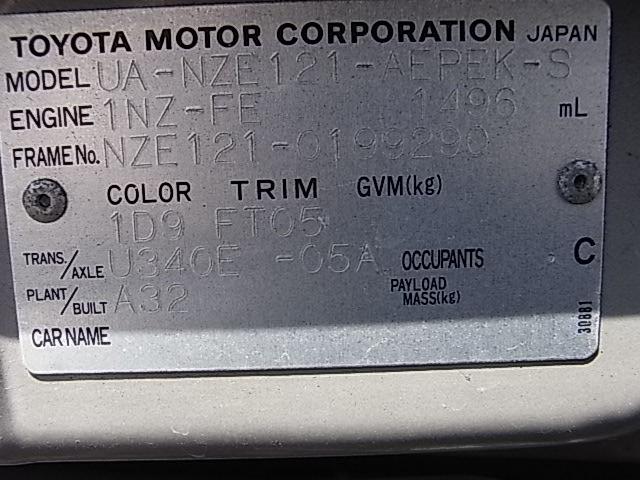 TOYOTA MOTOR CORPORATION JAPAN
MODEL UA-NZE121-AEPEK-S
ENGINE 1NZ-FE 1496 mL
FRAME No. NZE121-0199290
COLOR TRIM GVM(kg)
1D9 FT05
TRANS./AXLE U340E -05A OCCUPANTS C
PLANT/BUILT A32 PAYLOAD MASS(kg)
CAR NAME
30881